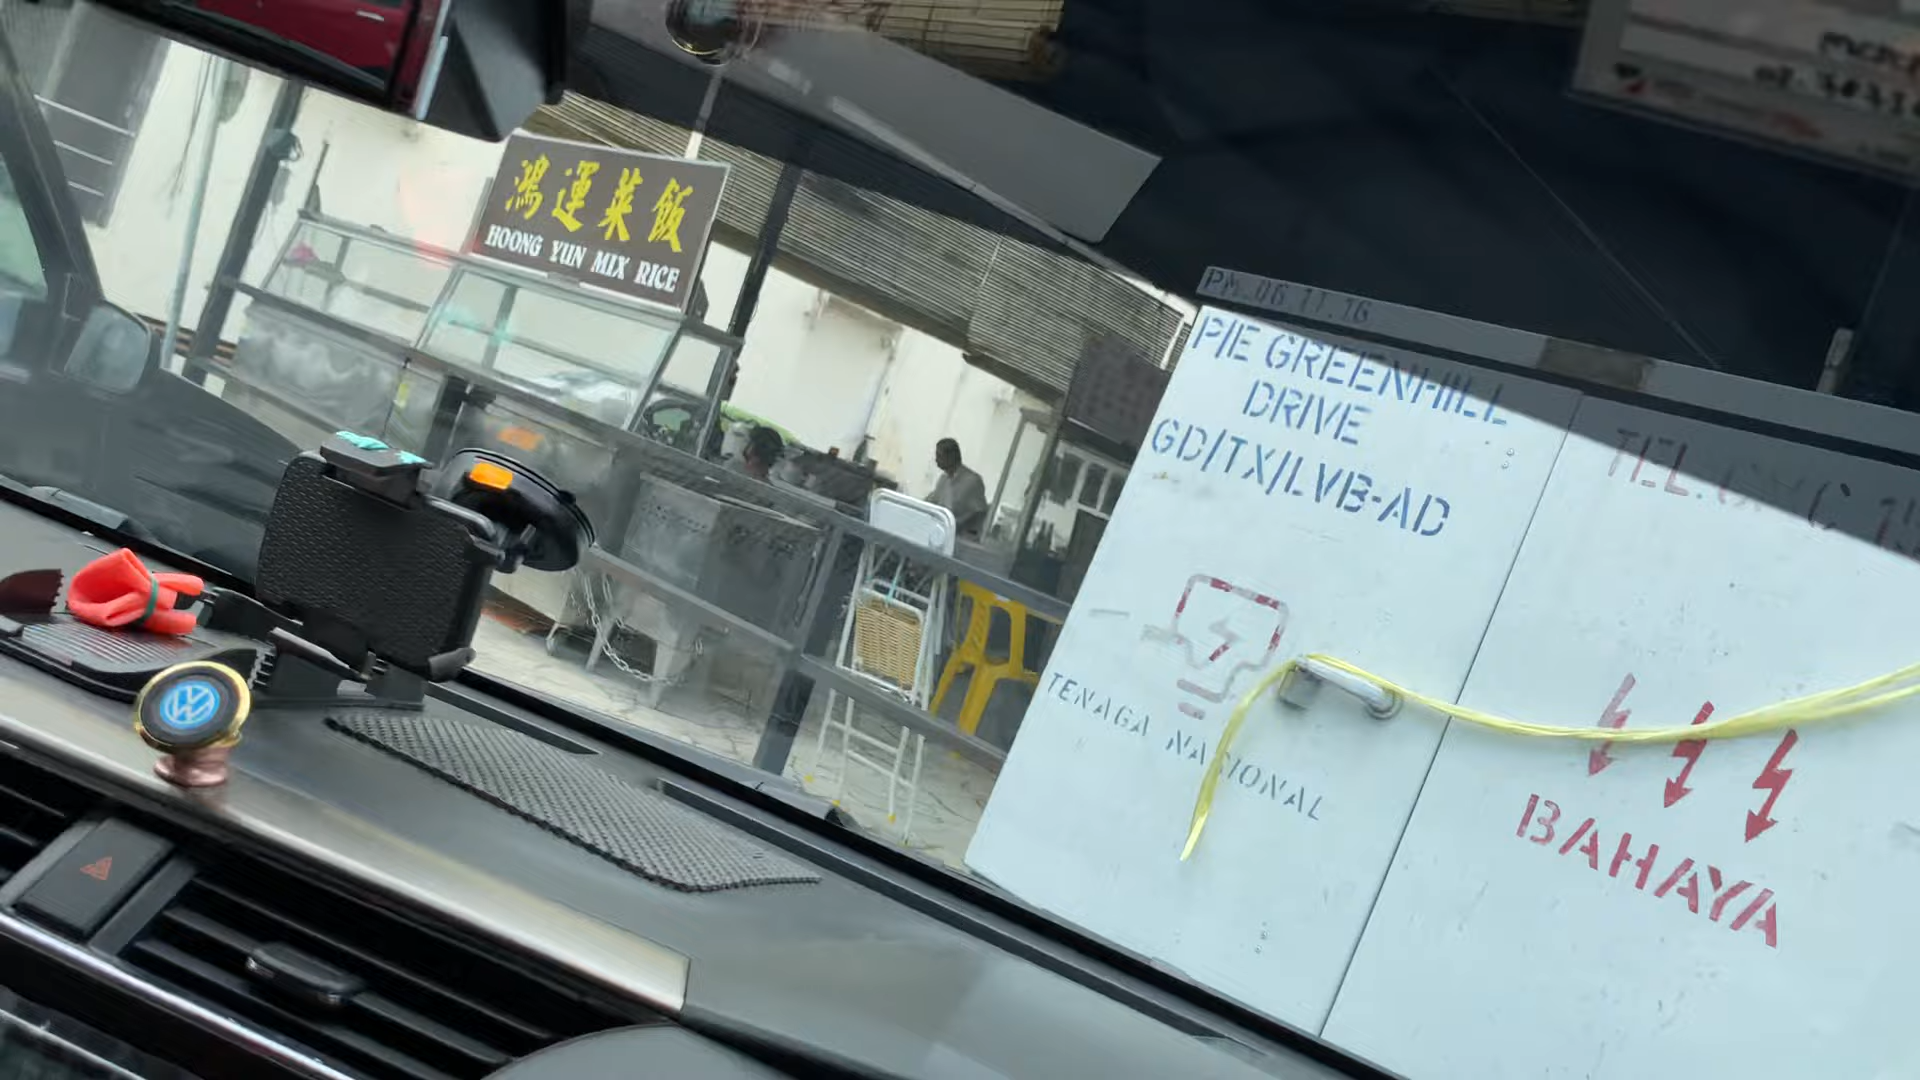 鴻運菜飯
HOONG YUN MIX RICE
PM.06.11.16
P/E GREENHILL
DRIVE
GD/TX/LVB-AD
TENAGA NASIONAL
TEL:
BAHAYA